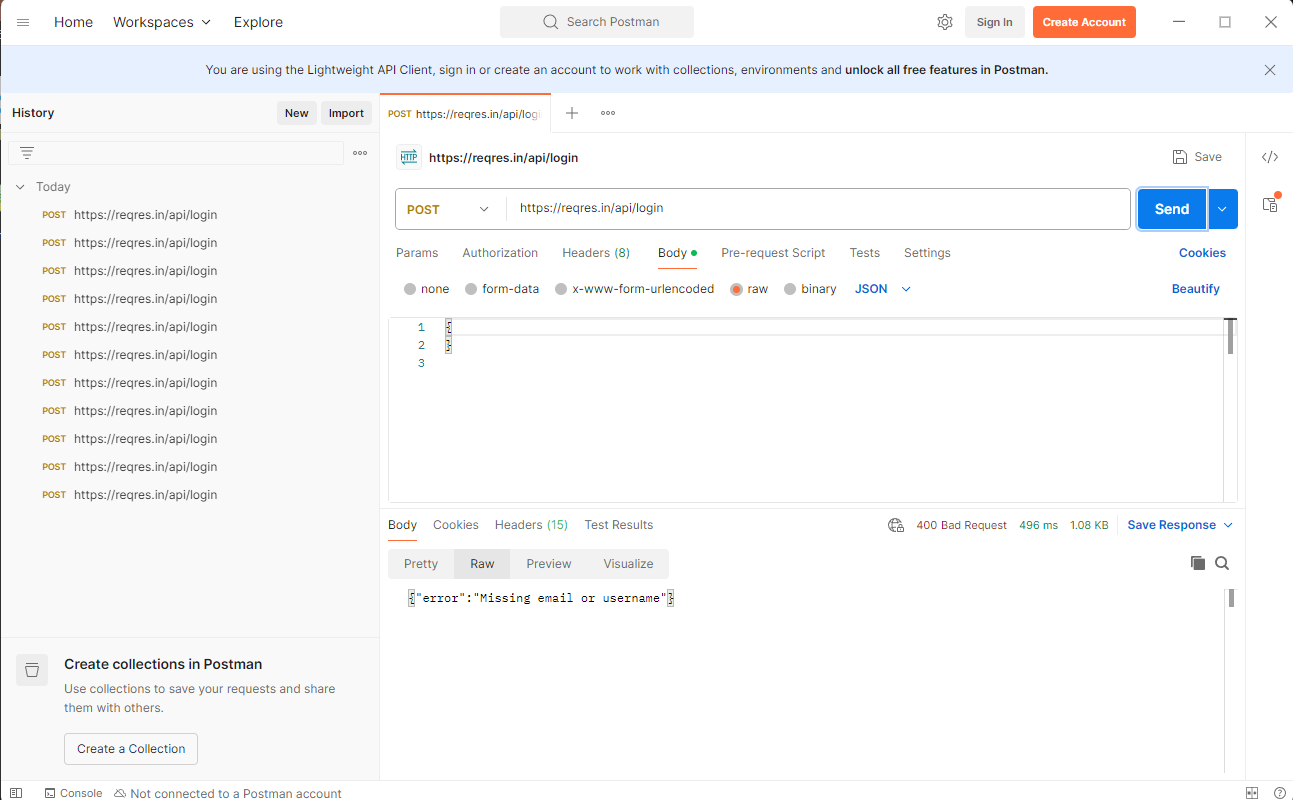 Home Workspaces Explore Search Postman Sign In Create Account
You are using the Lightweight API Client, sign in or create an account to work with collections, environments and unlock all free features in Postman.
History New Import
POST https://reqres.in/api/log
HTTP https://reqres.in/api/login Save
Today
POST https://reqres.in/api/login
POST https://reqres.in/api/login
POST https://reqres.in/api/login
POST https://reqres.in/api/login
POST https://reqres.in/api/login
POST https://reqres.in/api/login
POST https://reqres.in/api/login
POST https://reqres.in/api/login
POST https://reqres.in/api/login
POST https://reqres.in/api/login
POST https://reqres.in/api/login
POST https://reqres.in/api/login Send
Params Authorization Headers (8) Body Pre-request Script Tests Settings Cookies
none form-data x-www-form-urlencoded raw binary JSON Beautify
1 {
2 }
3
Body Cookies Headers (15) Test Results 400 Bad Request 496 ms 1.08 KB Save Response
Pretty Raw Preview Visualize
{"error":"Missing email or username"}
Create collections in Postman
Use collections to save your requests and share
them with others.
Create a Collection
Console Not connected to a Postman account